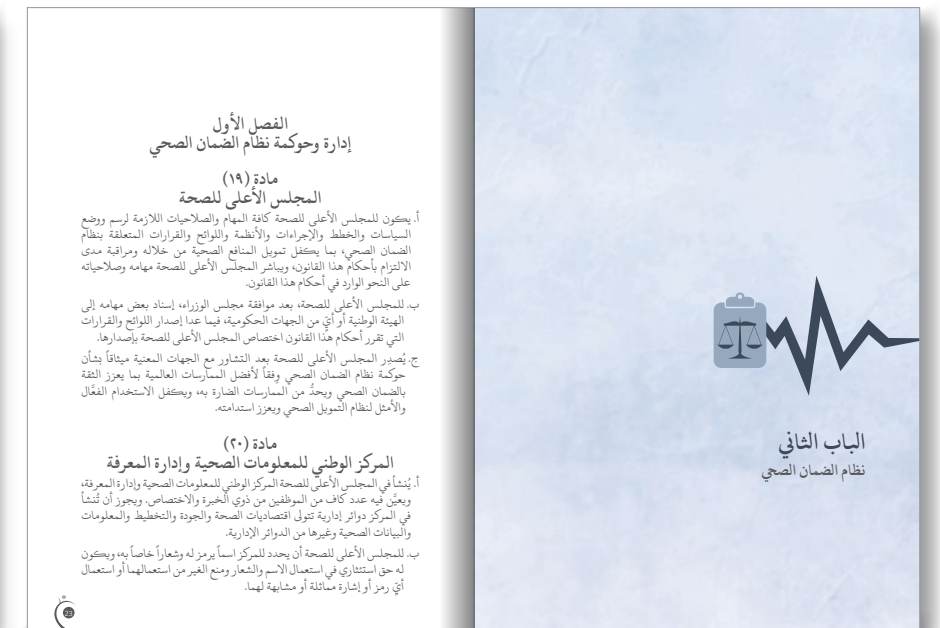 الباب الثاني
نظام الضمان الصحي
الفصل الأول
إدارة وحوكمة نظام الضمان الصحي
مادة (١٩)
المجلس الأعلى للصحة
أ. يكون للمجلس الأعلى للصحة كافة المهام والصلاحيات اللازمة لرسم ووضع
السياسات والخطط والإجراءات والأنظمة واللوائح والقرارات المتعلقة بنظام
الضمان الصحي، بما يكفل تمويل المنافع الصحية من خلاله ومراقبة مدى
الالتزام بأحكام هذا القانون، ويباشر المجلس الأعلى للصحة مهامه وصلاحياته
على النحو الوارد في أحكام هذا القانون.
ب. للمجلس الأعلى للصحة، بعد موافقة مجلس الوزراء، إسناد بعض مهامه إلى
الهيئة الوطنية أو أيٍّ من الجهات الحكومية، فيما عدا إصدار اللوائح والقرارات
التي تقرر أحكام هذا القانون اختصاص المجلس الأعلى للصحة بإصدارها.
ج. يُصدِر المجلس الأعلى للصحة بعد التشاور مع الجهات المعنية ميثاقاً بشأن
حوكمة نظام الضمان الصحي وفقاً لأفضل الممارسات العالمية بما يعزز الثقة
بالضمان الصحي ويحدُّ من الممارسات الضارة به، ويكفل الاستخدام الفعَّال
والأمثل لنظام التمويل الصحي ويعزز استدامته.
مادة (٢٠)
المركز الوطني للمعلومات الصحية وإدارة المعرفة
أ. يُنشأ في المجلس الأعلى للصحة المركز الوطني للمعلومات الصحية وإدارة المعرفة،
ويعيَّن فيه عدد كاف من الموظفين من ذوي الخبرة والاختصاص. ويجوز أن تُنشأ
في المركز دوائر إدارية تتولى اقتصاديات الصحة والجودة والتخطيط والمعلومات
والبيانات الصحية وغيرها من الدوائر الإدارية.
ب. للمجلس الأعلى للصحة أن يحدد للمركز اسماً يرمز له وشعاراً خاصاً به، ويكون
له حق استئثاري في استعمال الاسم والشعار ومنع الغير من استعمالهما أو استعمال
أيّ رمز أو إشارة مماثلة أو مشابهة لهما.
23